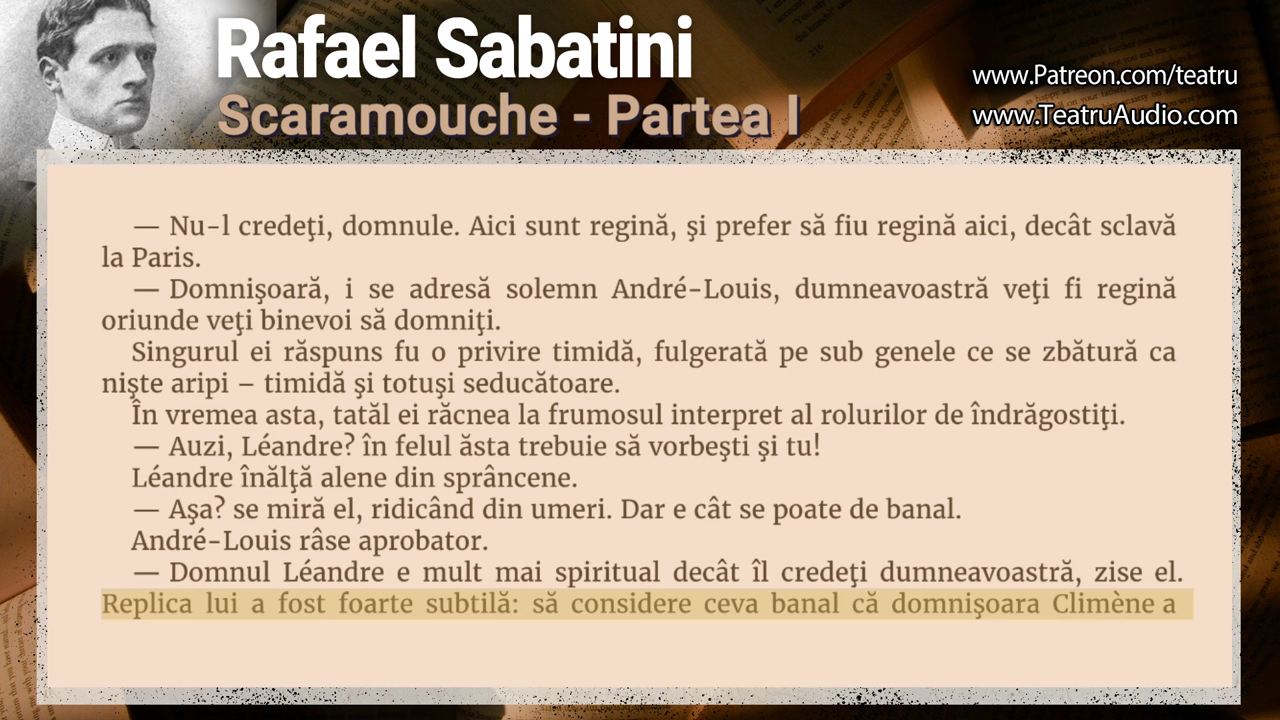 Rafael Sabatini
Scaramouche - Partea I
www.Patreon.com/teatru
www.TeatruAudio.com
— Nu-l credeţi, domnule. Aici sunt regină, şi prefer să fiu regină aici, decât sclavă
la Paris.
— Domnişoară, i se adresă solemn André-Louis, dumneavoastră veţi fi regină
oriunde veţi binevoi să domniţi.
Singurul ei răspuns fu o privire timidă, fulgerată pe sub genele ce se zbătură ca
nişte aripi – timidă şi totuşi seducătoare.
În vremea asta, tatăl ei răcnea la frumosul interpret al rolurilor de îndrăgostiţi.
— Auzi, Léandre? în felul ăsta trebuie să vorbeşti şi tu!
Léandre înălţă alene din sprâncene.
— Aşa? se miră el, ridicând din umeri. Dar e cât se poate de banal.
André-Louis râse aprobator.
— Domnul Léandre e mult mai spiritual decât îl credeţi dumneavoastră, zise el.
Replica lui a fost foarte subtilă: să considere ceva banal că domnişoara Climène a